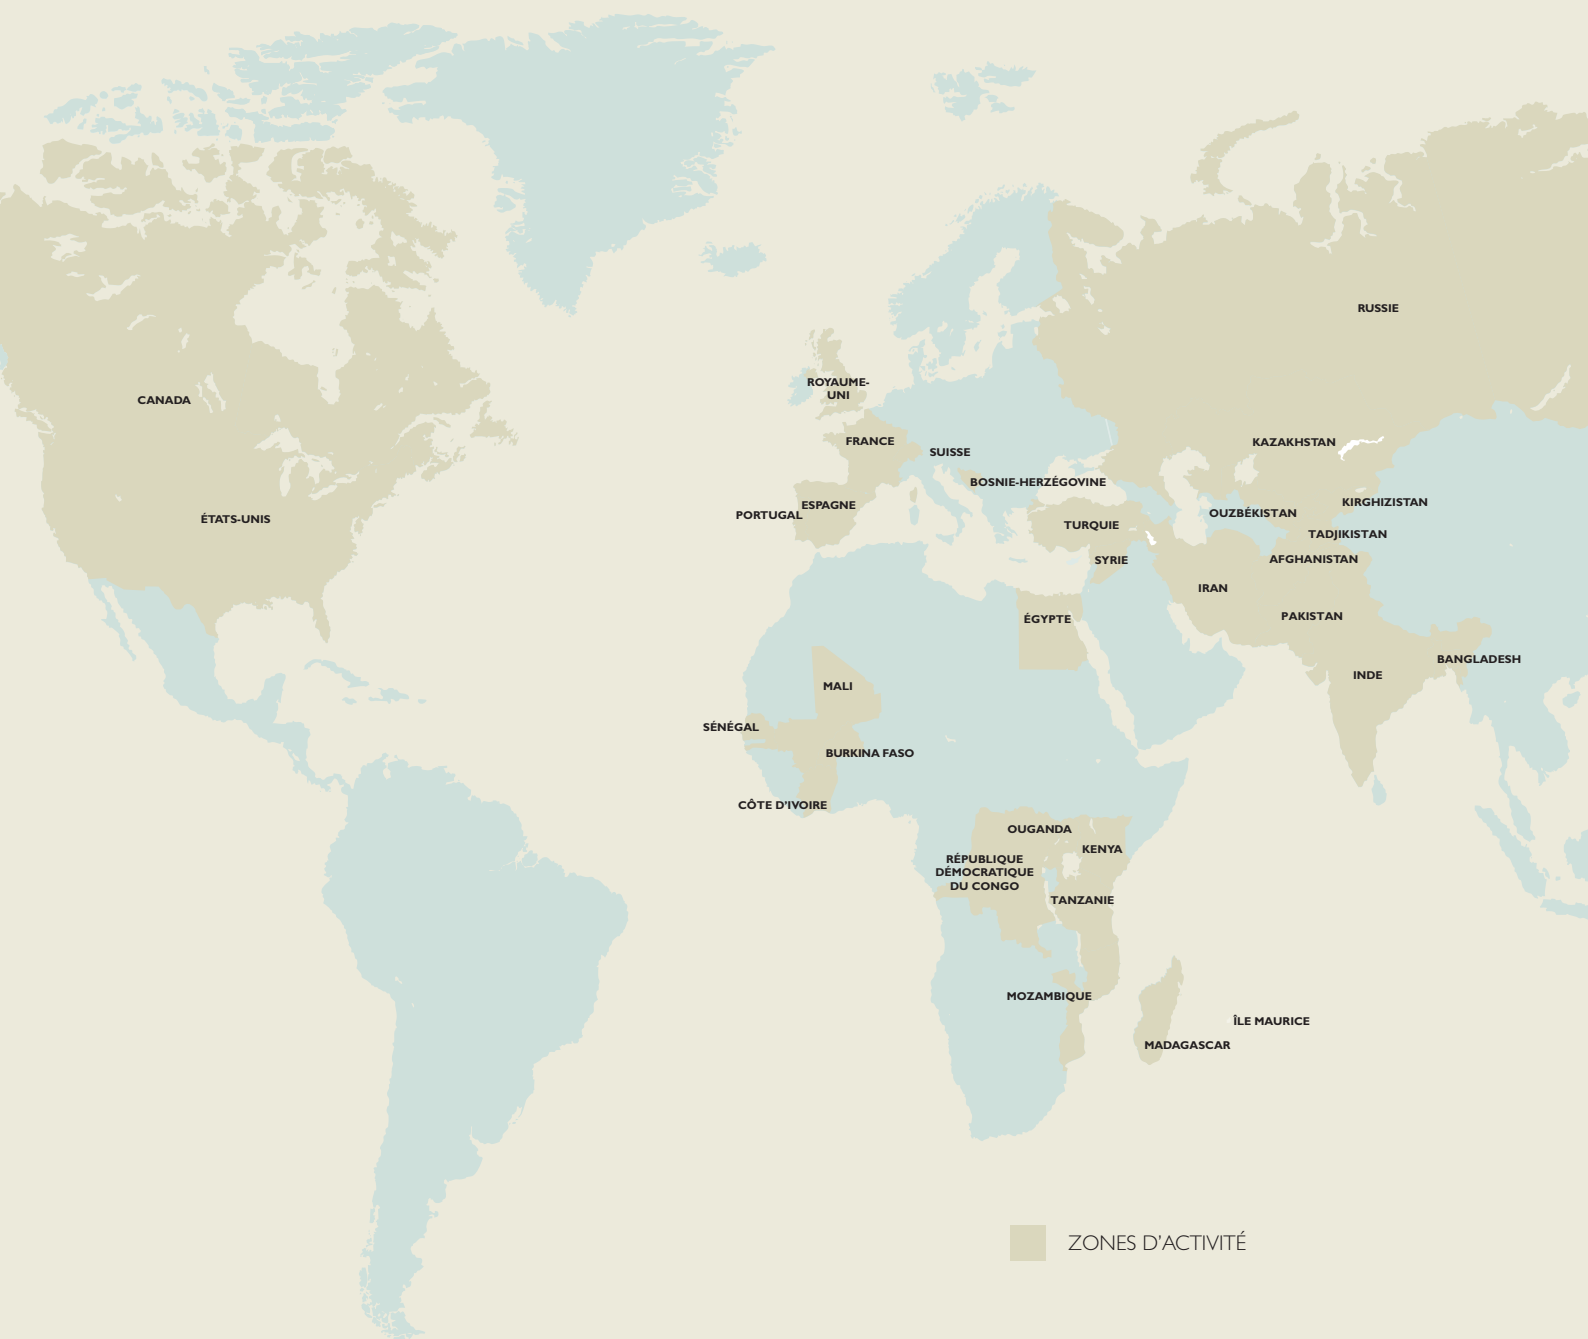 RUSSIE
ROYAUME-
UNI
CANADA
FRANCE
KAZAKHSTAN
SUISSE
BOSNIE-HERZÉGOVINE
KIRGHIZISTAN
ESPAGNE
PORTUGAL
OUZBÉKISTAN
ÉTATS-UNIS
TURQUIE
TADJIKISTAN
SYRIE
AFGHANISTAN
IRAN
ÉGYPTE
PAKISTAN
BANGLADESH
INDE
MALI
SÉNÉGAL
BURKINA FASO
CÔTE D'IVOIRE
OUGANDA
KENYA
RÉPUBLIQUE
DÉMOCRATIQUE
DU CONGO
TANZANIE
MOZAMBIQUE
ÎLE MAURICE
MADAGASCAR
ZONES D'ACTIVITÉ